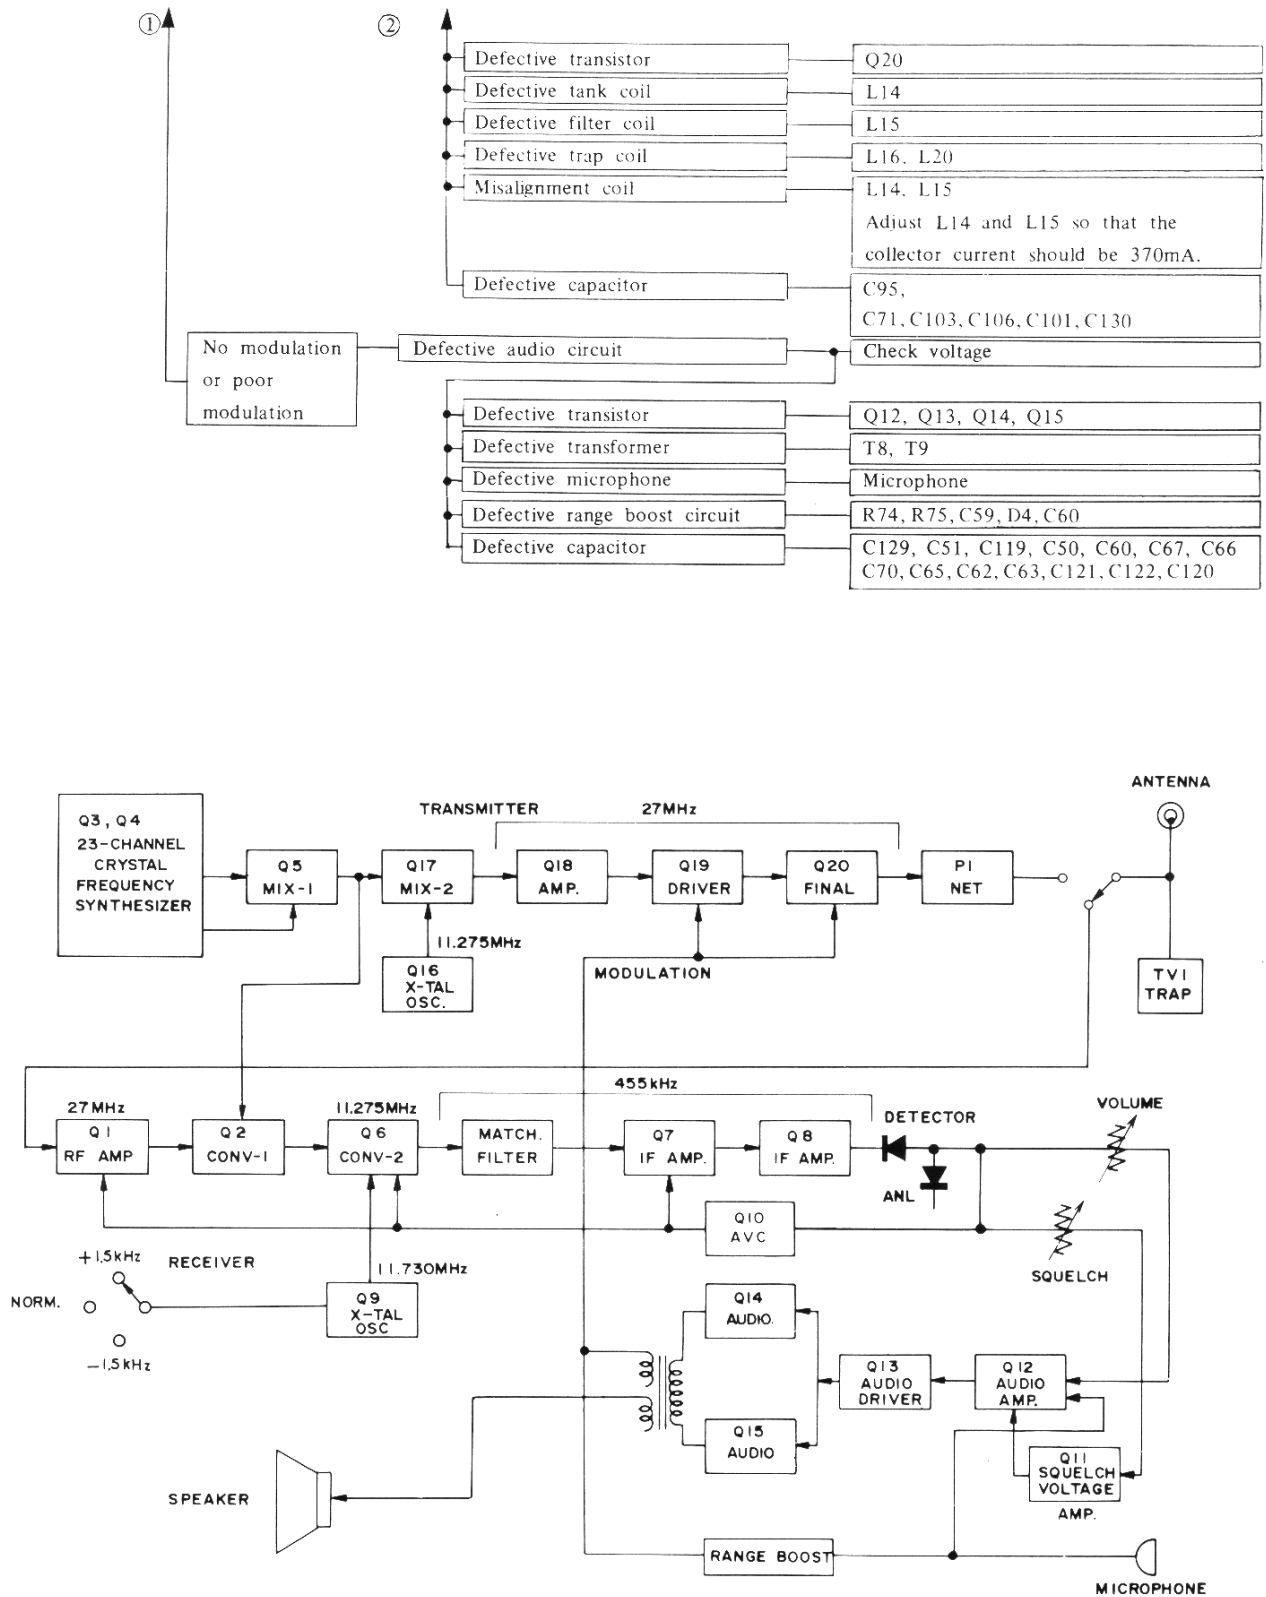 ① ②
Defective transistor Q20
Defective tank coil L14
Defective filter coil L15
Defective trap coil L16. L20
Misalignment coil L14. L15
Adjust L14 and L15 so that the
collector current should be 370mA.
Defective capacitor C95,
C71, C103, C106, C101, C130
No modulation
or poor
modulation
Defective audio circuit Check voltage
Defective transistor Q12, Q13, Q14, Q15
Defective transformer T8, T9
Defective microphone Microphone
Defective range boost circuit R74, R75, C59, D4, C60
Defective capacitor C129, C51, C119, C50, C60, C67, C66
C70, C65, C62, C63, C121, C122, C120
ANTENNA
TRANSMITTER 27MHz
Q3, Q4
23-CHANNEL
CRYSTAL
FREQUENCY
SYNTHESIZER
Q5
MIX-1
Q17
MIX-2
Q18
AMP.
Q19
DRIVER
Q20
FINAL
PI
NET
11.275MHz
Q16
X-TAL
OSC.
MODULATION
TVI
TRAP
455kHz
27MHz
Q1
RF AMP
Q2
CONV-1
11.275MHz
Q6
CONV-2
MATCH.
FILTER
Q7
IF AMP.
Q8
IF AMP.
DETECTOR
ANL
VOLUME
Q10
AVC
SQUELCH
RECEIVER
+1.5kHz
NORM.
-1.5kHz
11.730MHz
Q9
X-TAL
OSC
Q14
AUDIO.
Q13
AUDIO
DRIVER
Q12
AUDIO
AMP.
Q15
AUDIO
Q11
SQUELCH
VOLTAGE
AMP.
SPEAKER
RANGE BOOST
MICROPHONE